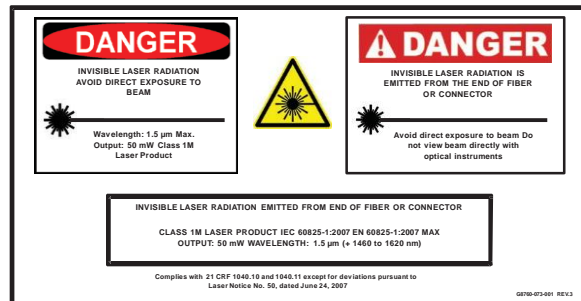 DANGER
INVISIBLE LASER RADIATION
AVOID DIRECT EXPOSURE TO
BEAM
Wavelength: 1.5 µm Max.
Output: 50 mW Class 1M
Laser Product
DANGER
INVISIBLE LASER RADIATION IS
EMITTED FROM THE END OF FIBER
OR CONNECTOR
Avoid direct exposure to beam Do
not view beam directly with
optical instruments
INVISIBLE LASER RADIATION EMITTED FROM END OF FIBER OR CONNECTOR
CLASS 1M LASER PRODUCT IEC 60825-1:2007 EN 60825-1:2007 MAX
OUTPUT: 50 mW WAVELENGTH: 1.5 µm (÷ 1460 to 1620 nm)
Complies with 21 CRF 1040.10 and 1040.11 except for deviations pursuant to
Laser Notice No. 50, dated June 24, 2007
G8760-073-001 REV.3